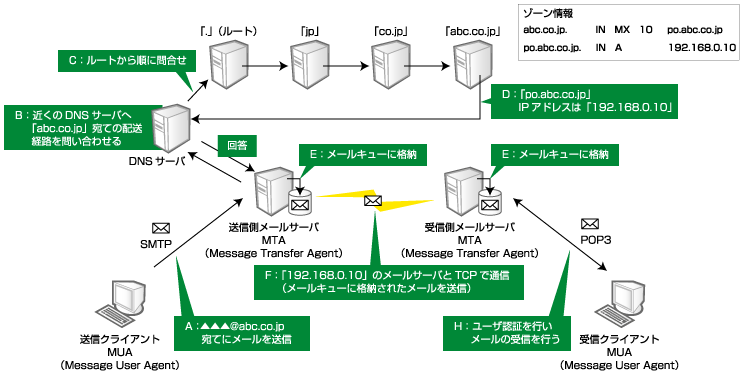 「.」（ルート）
「jp」
「co.jp」
「abc.co.jp」
ゾーン情報
abc.co.jp. IN MX 10 po.abc.co.jp
po.abc.co.jp. IN A 192.168.0.10
C：ルートから順に問合せ
D：「po.abc.co.jp」
IPアドレスは「192.168.0.10」
B：近くのDNSサーバへ
「abc.co.jp」宛ての配送
経路を問い合わせる
DNSサーバ
回答
E：メールキューに格納
E：メールキューに格納
SMTP
送信側メールサーバ
MTA
（Message Transfer Agent）
受信側メールサーバ
MTA
（Message Transfer Agent）
POP3
F：「192.168.0.10」のメールサーバとTCPで通信
（メールキューに格納されたメールを送信）
A：▲▲▲@abc.co.jp
宛てにメールを送信
H：ユーザ認証を行い
メールの受信を行う
送信クライアント
MUA
（Message User Agent）
受信クライアント
MUA
（Message User Agent）